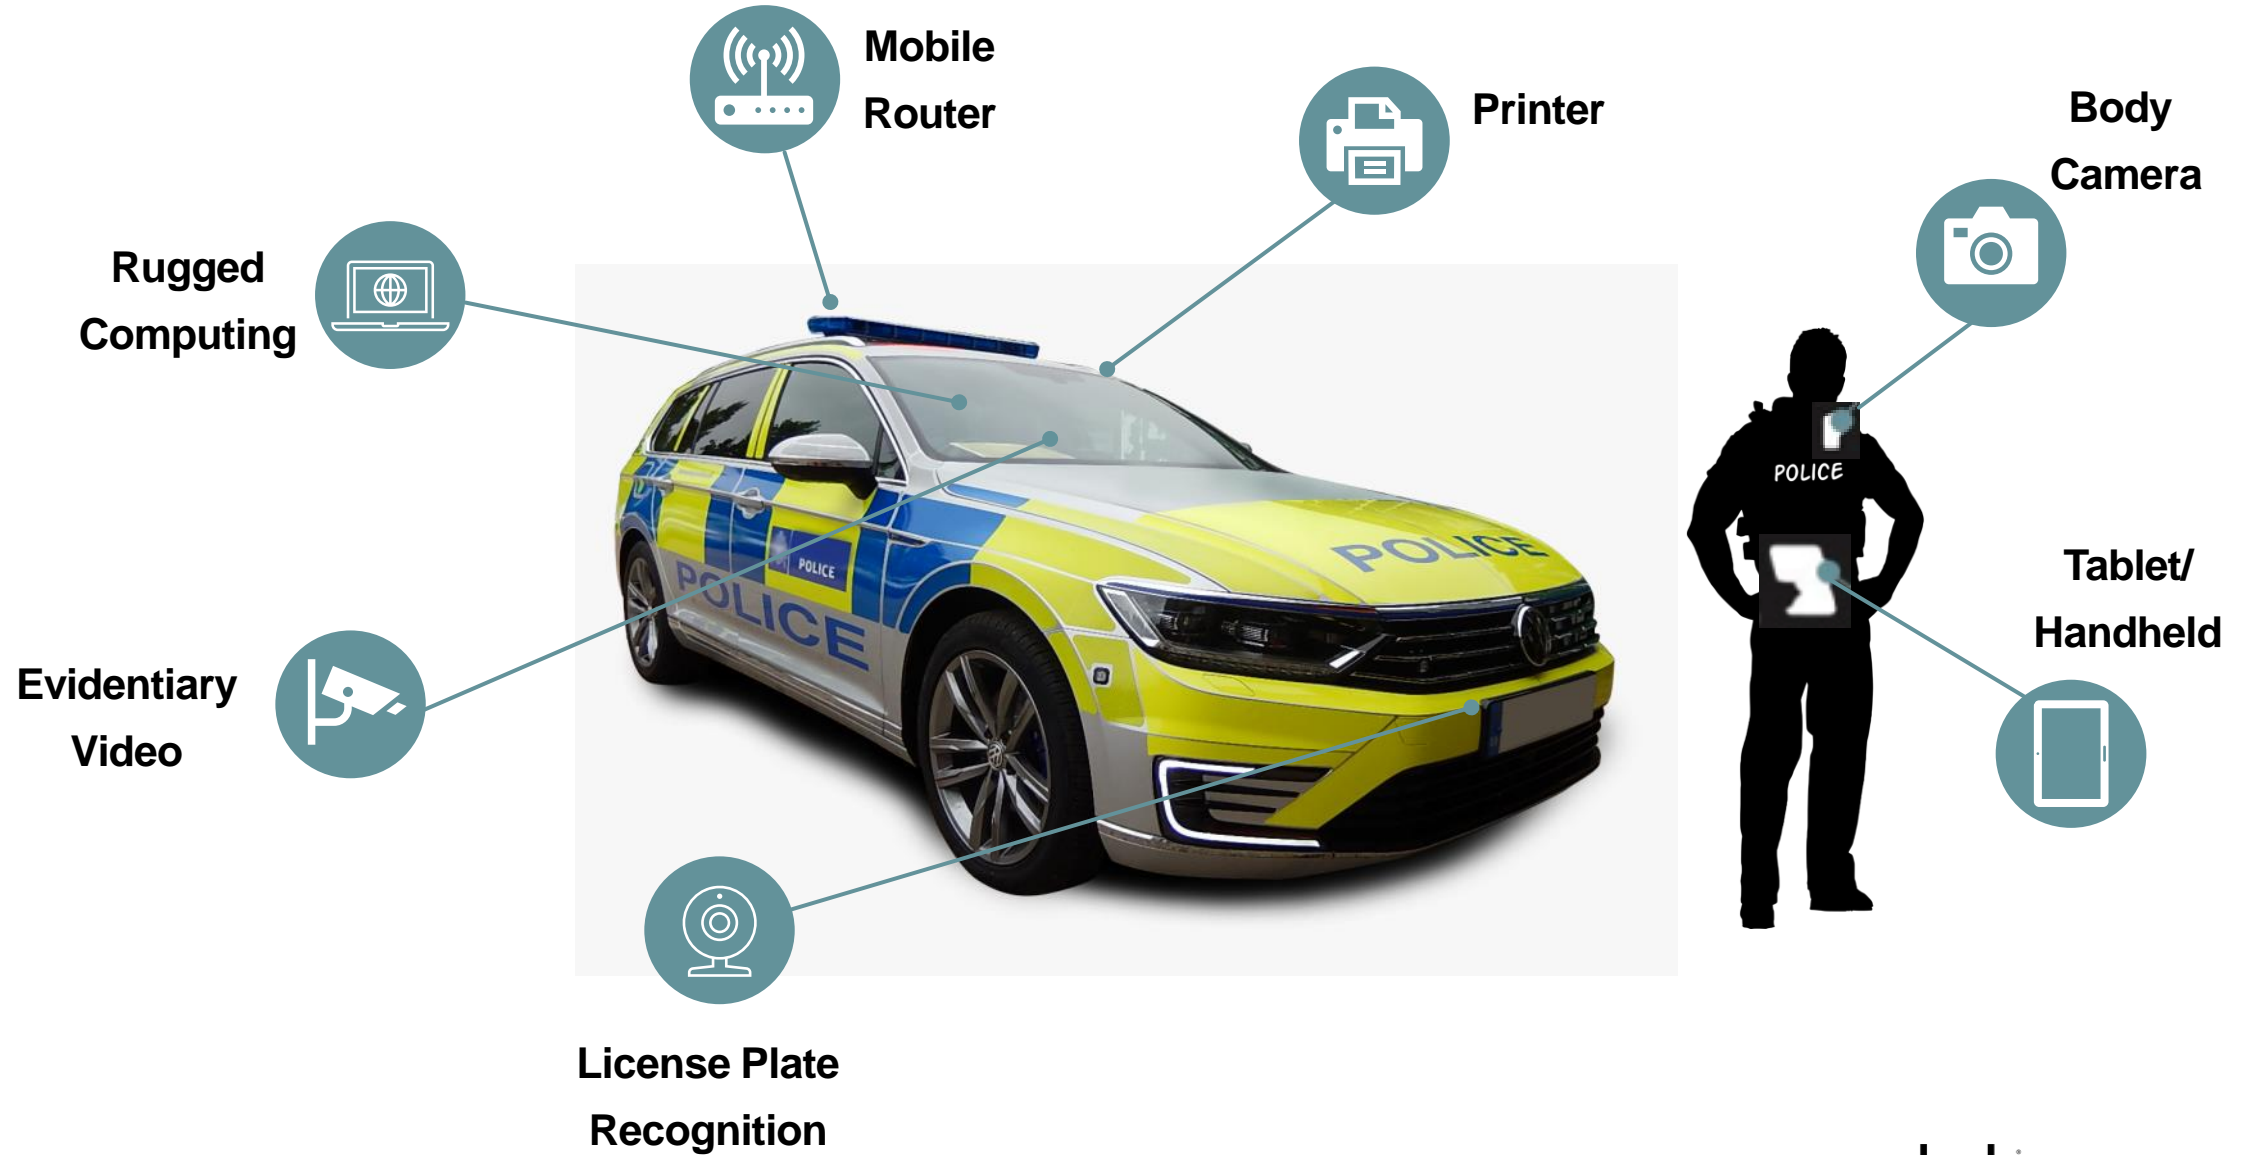 Mobile
Router
Printer
Body
Camera
Rugged
Computing
POLICE
POLICE
POLICE
POLICE
Tablet/
Handheld
Evidentiary
Video
License Plate
Recognition